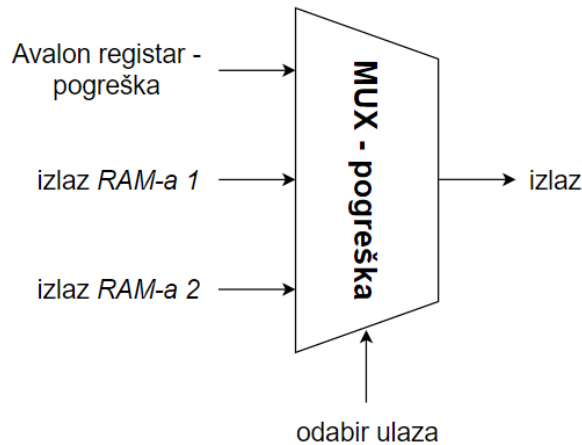 Avalon registar -
pogreška
izlaz RAM-a 1
izlaz RAM-a 2
MUX - pogreška
izlaz
odabir ulaza